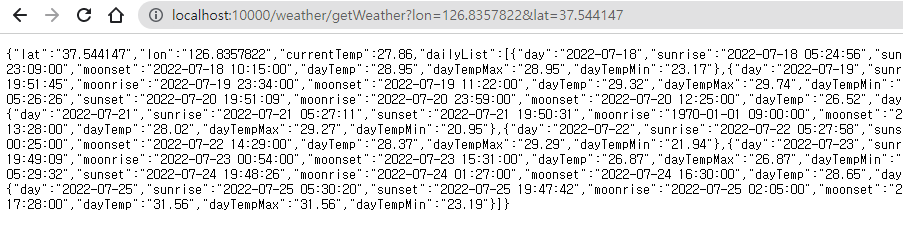 localhost:10000/weather/getWeather?lon=126.8357822&lat=37.544147
{"lat":"37.544147","lon":"126.8357822","currentTemp":27.86,"dailyList":[{"day":"2022-07-18","sunrise":"2022-07-18 05:24:56","sun
23:09:00","moonset":"2022-07-18 10:15:00","dayTemp":"28.95","dayTempMax":"28.95","dayTempMin":"23.17"},{"day":"2022-07-19","sunr
19:51:45","moonrise":"2022-07-19 23:34:00","moonset":"2022-07-19 11:22:00","dayTemp":"29.32","dayTempMax":"29.74","dayTempMin":"
05:26:26","sunset":"2022-07-20 19:51:09","moonrise":"2022-07-20 23:59:00","moonset":"2022-07-20 12:25:00","dayTemp":"26.52","day
{"day":"2022-07-21","sunrise":"2022-07-21 05:27:11","sunset":"2022-07-21 19:50:31","moonrise":"1970-01-01 09:00:00","moonset":"2
13:28:00","dayTemp":"28.02","dayTempMax":"29.27","dayTempMin":"20.95"},{"day":"2022-07-22","sunrise":"2022-07-22 05:27:58","suns
00:25:00","moonset":"2022-07-22 14:29:00","dayTemp":"28.37","dayTempMax":"29.29","dayTempMin":"21.94"},{"day":"2022-07-23","sunr
19:49:09","moonrise":"2022-07-23 00:54:00","moonset":"2022-07-23 15:31:00","dayTemp":"26.87","dayTempMax":"26.87","dayTempMin":"
05:29:32","sunset":"2022-07-24 19:48:26","moonrise":"2022-07-24 01:27:00","moonset":"2022-07-24 16:30:00","dayTemp":"28.65","day
{"day":"2022-07-25","sunrise":"2022-07-25 05:30:20","sunset":"2022-07-25 19:47:42","moonrise":"2022-07-25 02:05:00","moonset":"2
17:28:00","dayTemp":"31.56","dayTempMax":"31.56","dayTempMin":"23.19"}]}